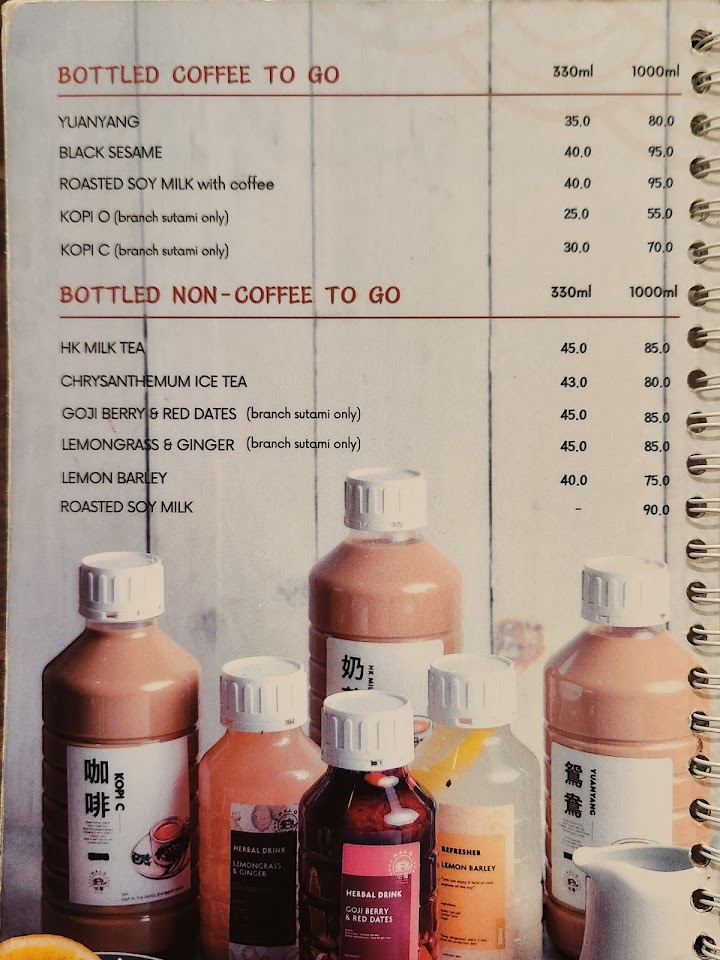 BOTTLED COFFEE TO GO 330ml 1000ml
YUANYANG 35.0 80.0
BLACK SESAME 40.0 95.0
ROASTED SOY MILK with coffee 40.0 95.0
KOPI O (branch sutami only) 25.0 55.0
KOPI C (branch sutami only) 30.0 70.0
BOTTLED NON-COFFEE TO GO 330ml 1000ml
HK MILK TEA 45.0 85.0
CHRYSANTHEMUM ICE TEA 43.0 80.0
GOJI BERRY & RED DATES (branch sutami only) 45.0 85.0
LEMONGRASS & GINGER (branch sutami only) 45.0 85.0
LEMON BARLEY 40.0 75.0
ROASTED SOY MILK - 90.0
奶
HK MIL
咖啡
KOPI C
HERBAL DRINK
LEMONGRASS
& GINGER
HERBAL DRINK
GOJI BERRY
& RED DATES
REFRESHER
LEMON BARLEY
鴛鴦
YUANYANG